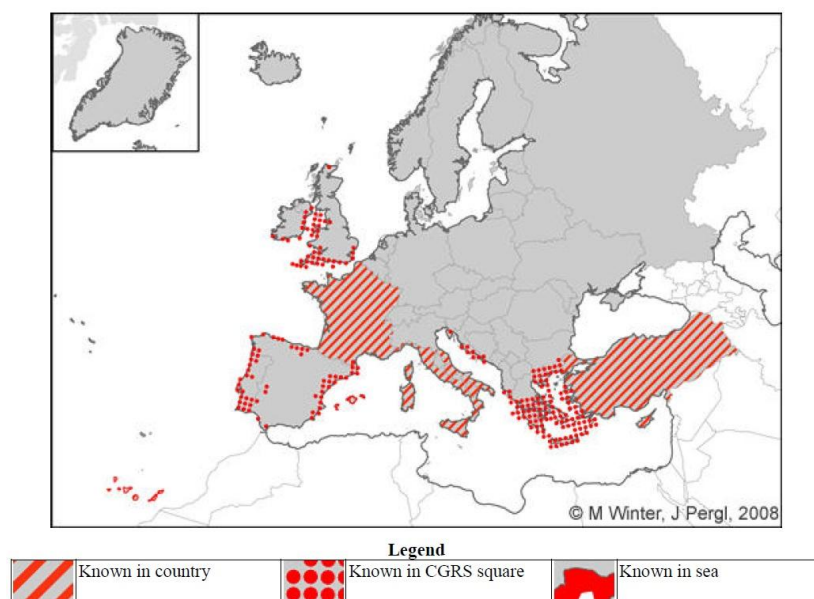 © M Winter, J Pergl, 2008
Legend
Known in country
Known in CGRS square
Known in sea